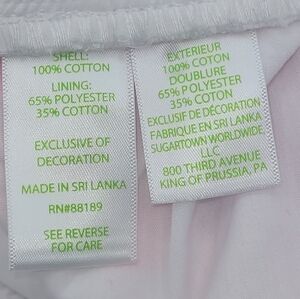 SHELL:
100% COTTON
LINING:
65% POLYESTER
35% COTTON
EXCLUSIVE OF
DECORATION
MADE IN SRI LANKA
RN#88189
SEE REVERSE
FOR CARE
EXTERIEUR
100% COTON
DOUBLURE
65% POLYESTER
35% COTON
EXCLUSIF DE DÉCORATION
FABRIQUE EN SRI LANKA
SUGARTOWN WORLDWIDE,
LLC
800 THIRD AVENUE
KING OF PRUSSIA, PA